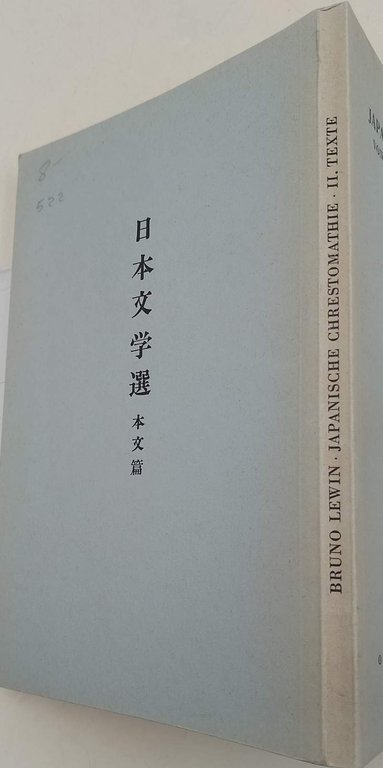 8-
522
日本文学選 本文篇
BRUNO LEWIN · JAPANISCHE CHRESTOMATHIE · II. TEXTE